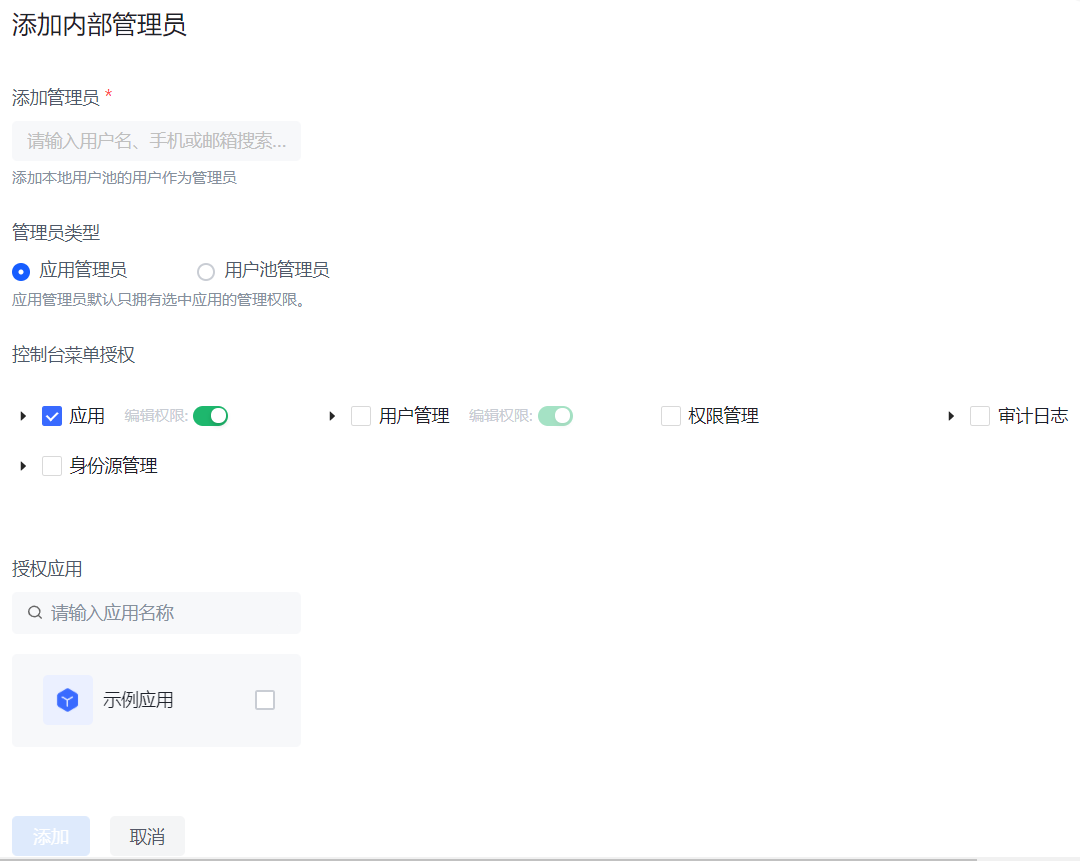 添加内部管理员
添加管理员 *
请输入用户名、手机或邮箱搜索...
添加本地用户池的用户作为管理员
管理员类型
应用管理员 用户池管理员
应用管理员默认只拥有选中应用的管理权限。
控制台菜单授权
应用 编辑权限: 用户管理 编辑权限: 权限管理 审计日志
身份源管理
授权应用
请输入应用名称
示例应用
添加 取消